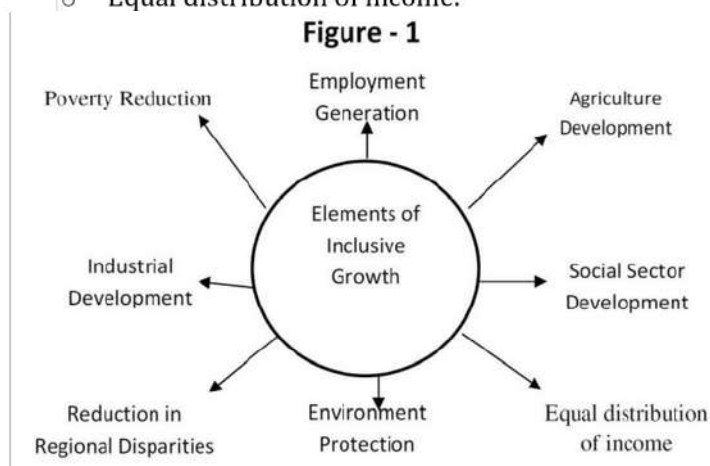 ○ Equal distribution of income.
Figure - 1
Employment
Generation
Poverty Reduction
Agriculture
Development
Elements of
Inclusive
Growth
Industrial
Development
Social Sector
Development
Reduction in
Regional Disparities
Environment
Protection
Equal distribution
of income